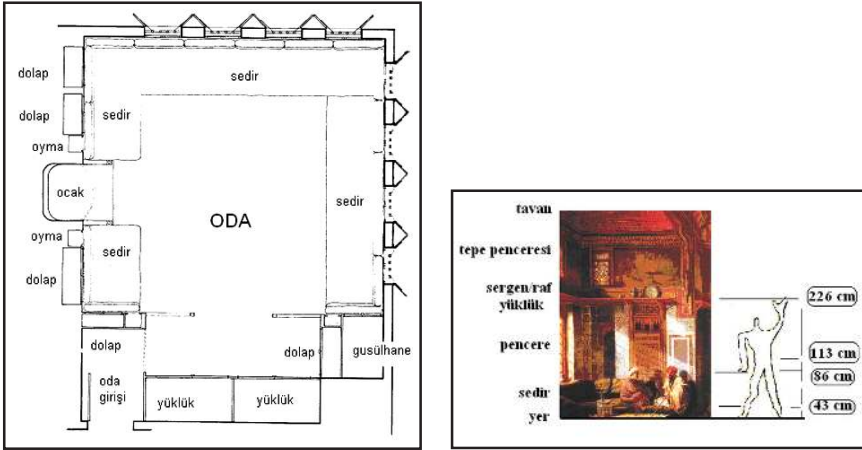 sedir
dolap
dolap
sedir
oyma
ocak
ODA
sedir
oyma
sedir
dolap
dolap
dolap
gusülhane
oda
girişi
yüklük
yüklük
tavan
tepe penceresi
sergen/raf
yüklük
226 cm
pencere
113 cm
86 cm
sedir
43 cm
yer